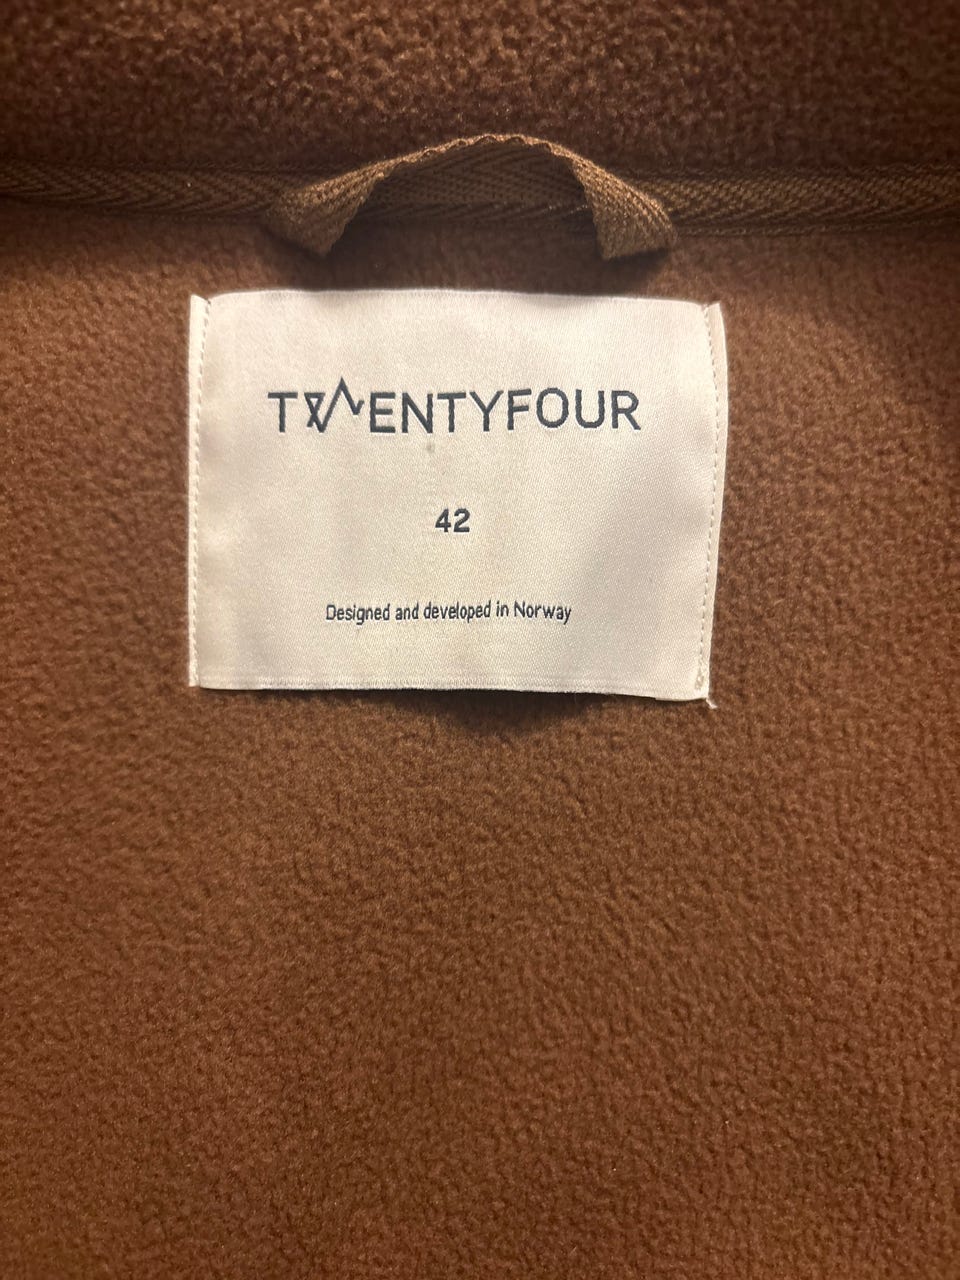 TWENTYFOUR
42
Designed and developed in Norway